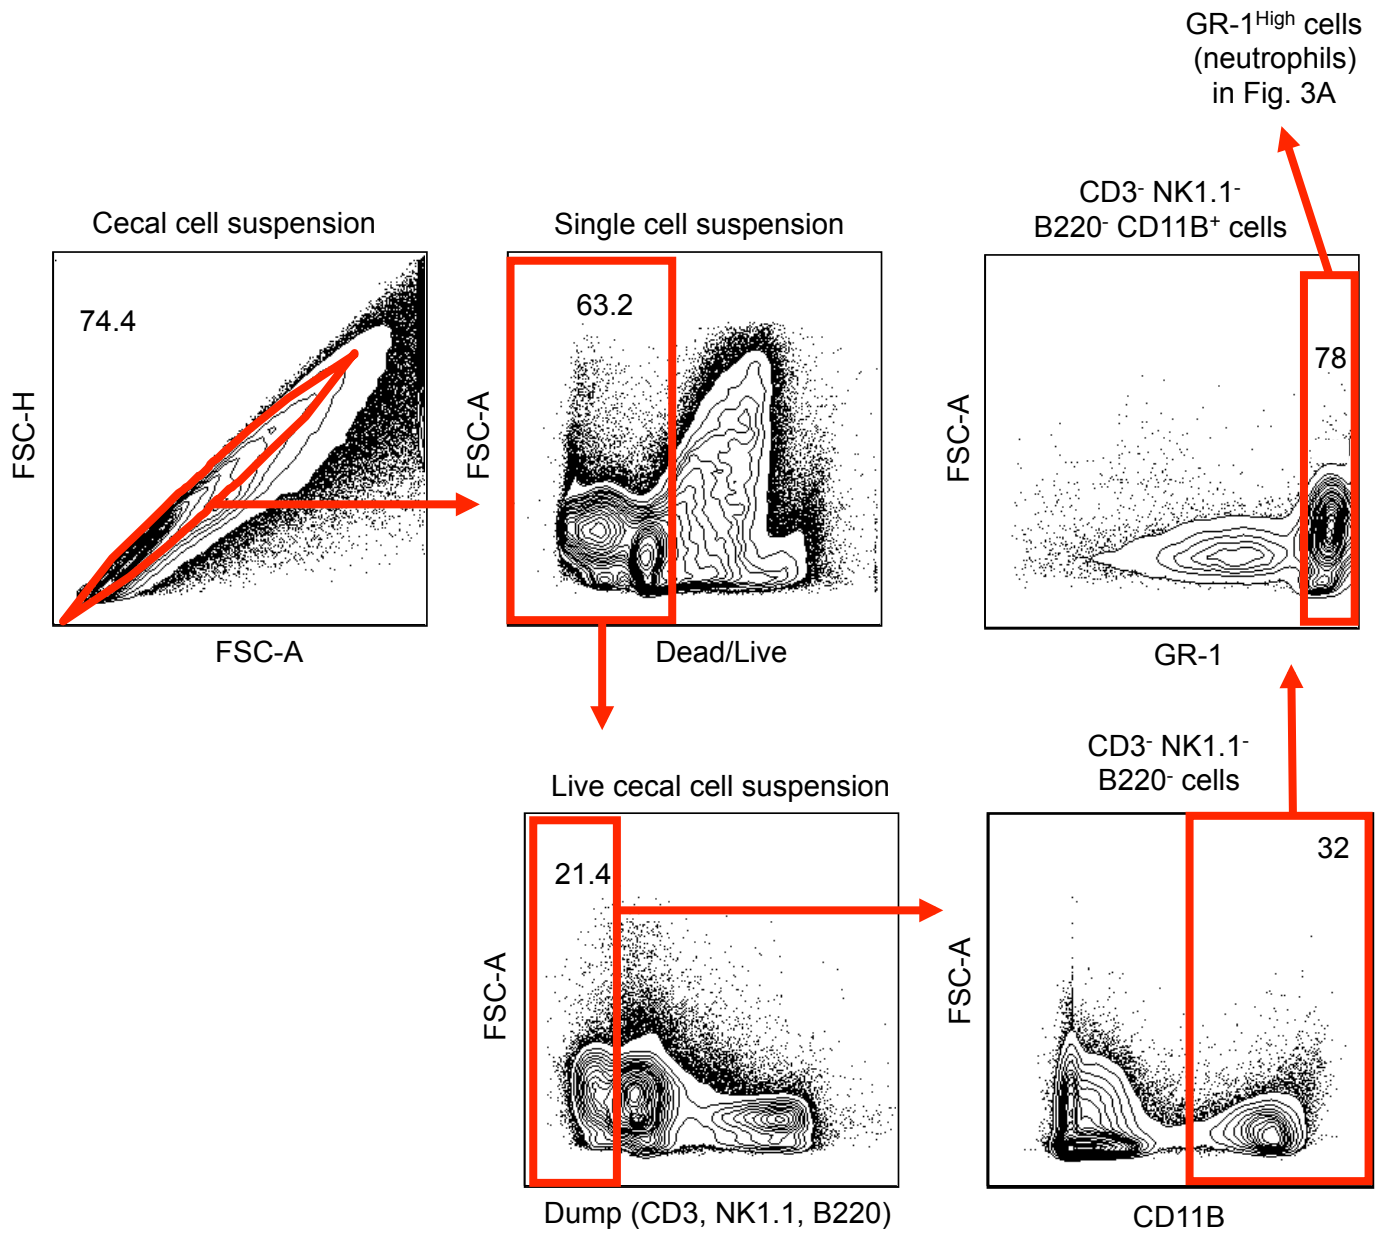 GR-1High cells
(neutrophils)
in Fig. 3A
Cecal cell suspension
74.4
FSC-H
FSC-A
Single cell suspension
63.2
FSC-A
Dead/Live
CD3- NK1.1-
B220- CD11B+ cells
78
FSC-A
GR-1
Live cecal cell suspension
21.4
FSC-A
Dump (CD3, NK1.1, B220)
CD3- NK1.1-
B220- cells
32
FSC-A
CD11B